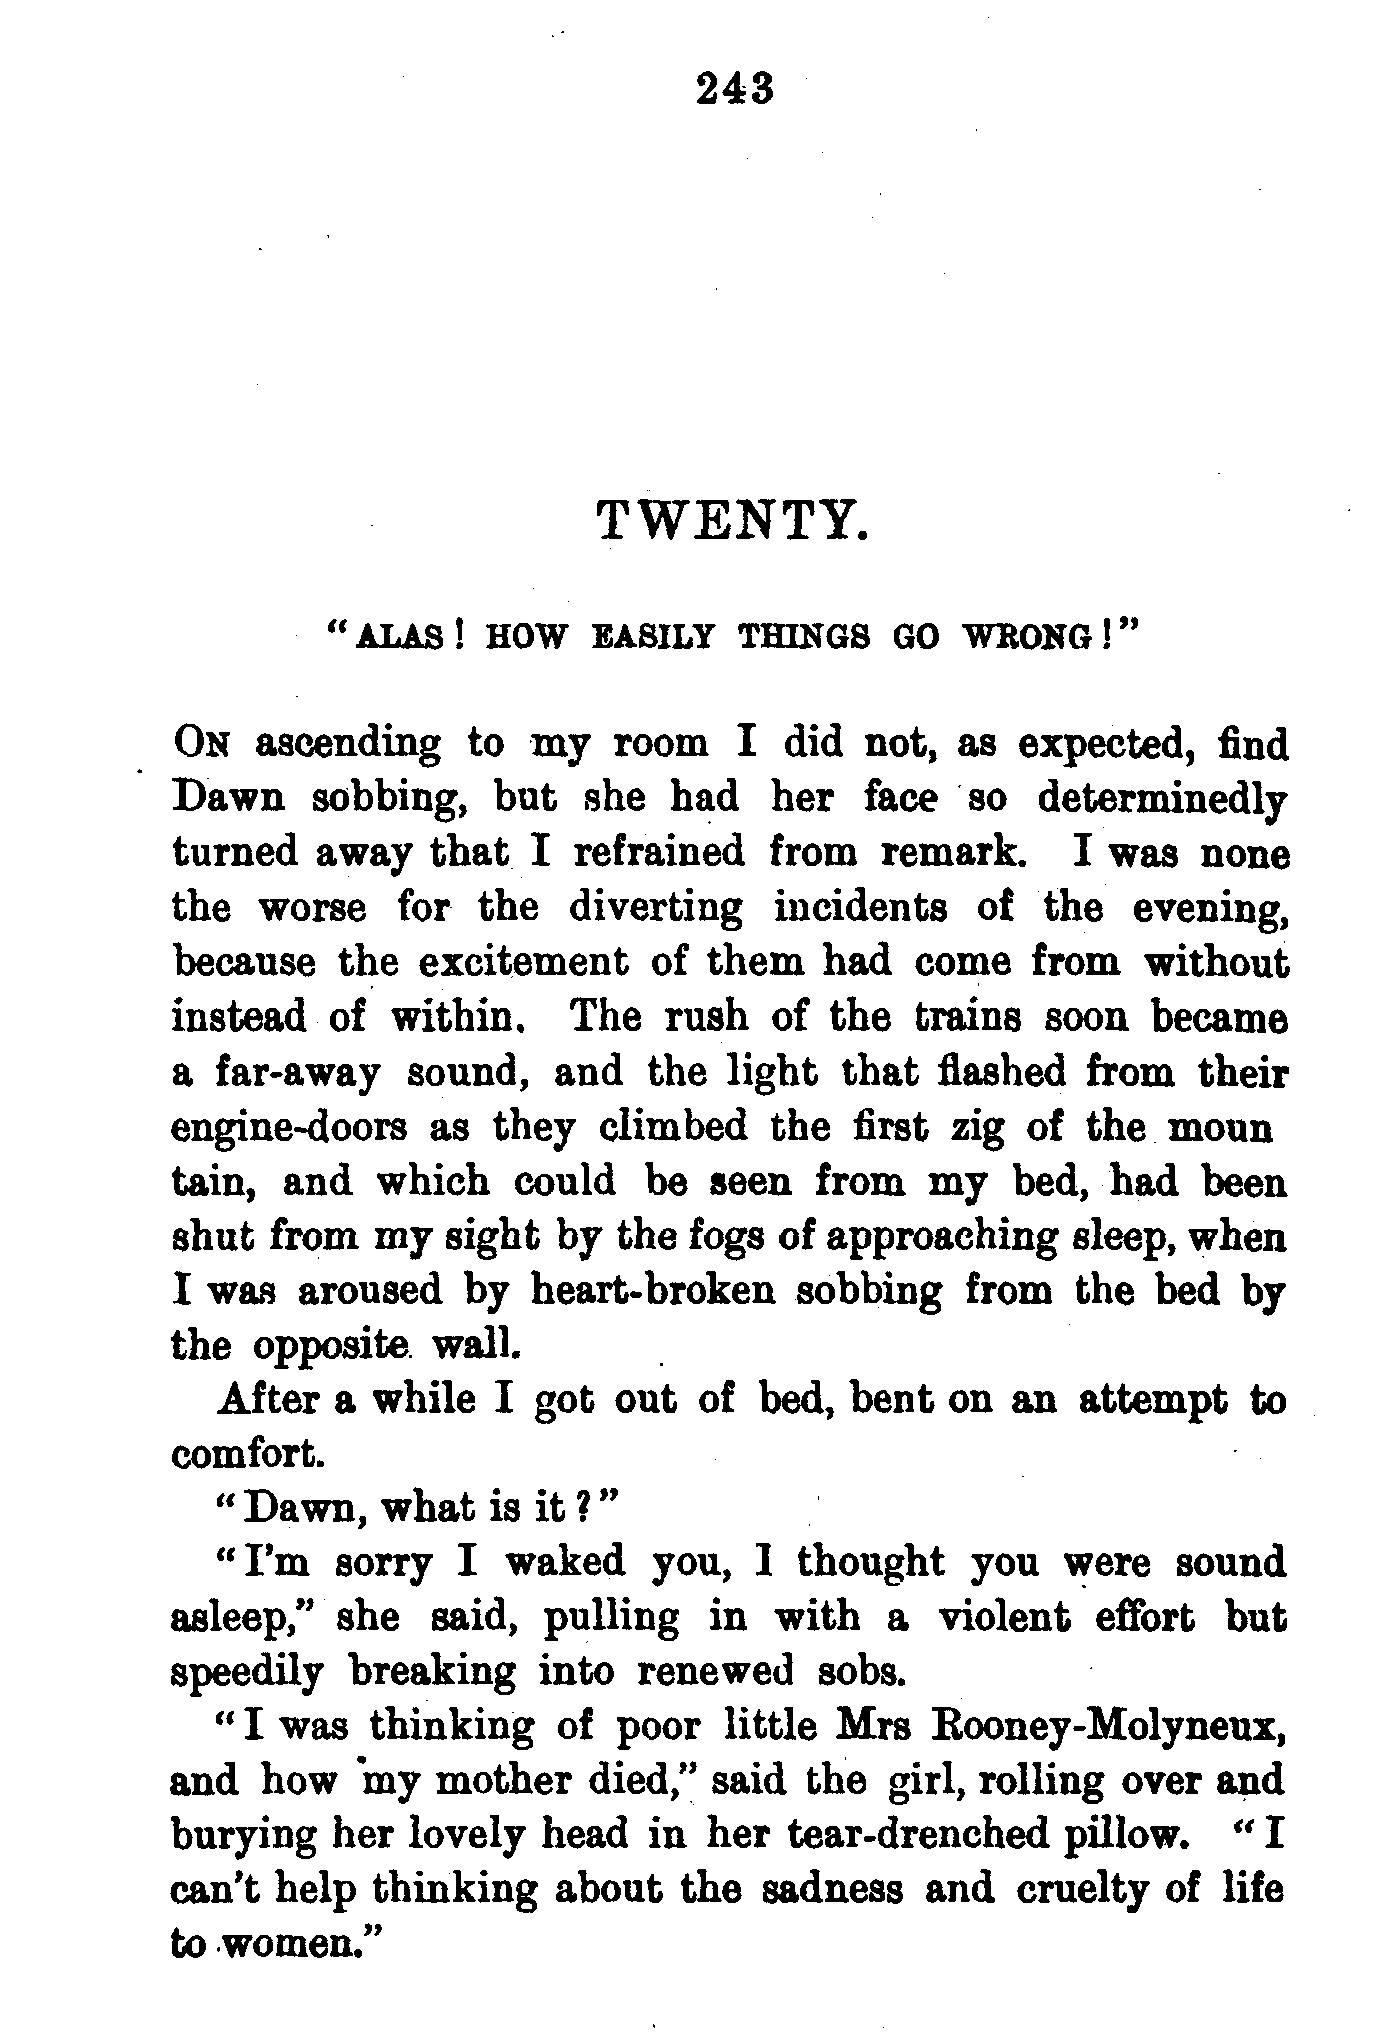 243
TWENTY.
“ALAS! HOW EASILY THINGS GO WRONG!”
ON ascending to my room I did not, as expected, find
Dawn sobbing, but she had her face so determinedly
turned away that I refrained from remark. I was none
the worse for the diverting incidents of the evening,
because the excitement of them had come from without
instead of within. The rush of the trains soon became
a far-away sound, and the light that flashed from their
engine-doors as they climbed the first zig of the moun
tain, and which could be seen from my bed, had been
shut from my sight by the fogs of approaching sleep, when
I was aroused by heart-broken sobbing from the bed by
the opposite wall.
After a while I got out of bed, bent on an attempt to
comfort.
“Dawn, what is it?”
“I’m sorry I waked you, I thought you were sound
asleep,” she said, pulling in with a violent effort but
speedily breaking into renewed sobs.
“I was thinking of poor little Mrs Rooney-Molyneux,
and how my mother died,” said the girl, rolling over and
burying her lovely head in her tear-drenched pillow. “I
can’t help thinking about the sadness and cruelty of life
to women.”